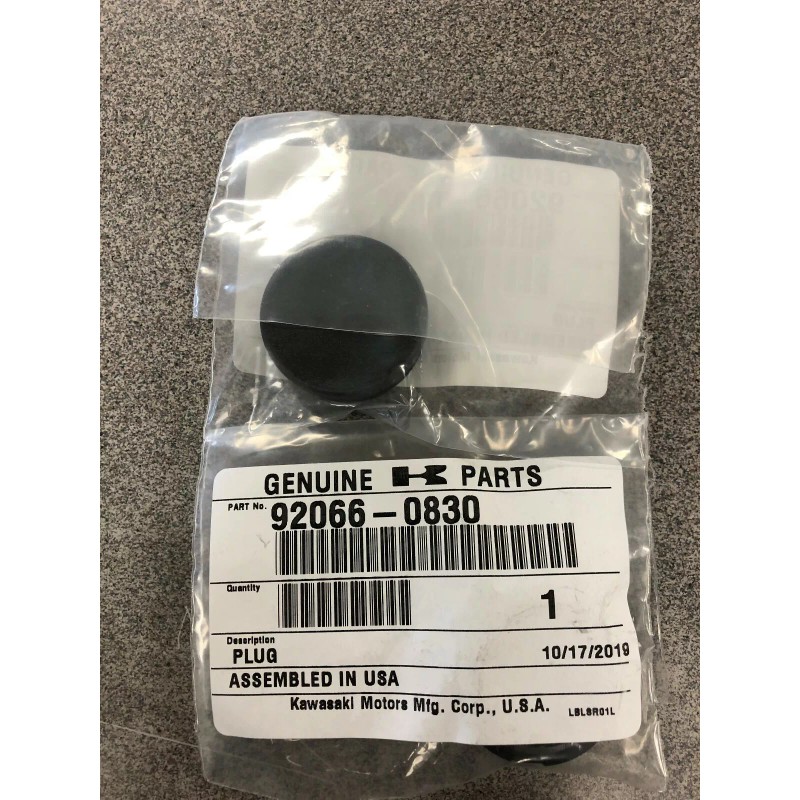 GENUINE K PARTS
PART No. 92066-0830
Quantity 1
Description
PLUG 10/17/2019
ASSEMBLED IN USA
Kawasaki Motors Mfg. Corp., U.S.A. LBLSR01L